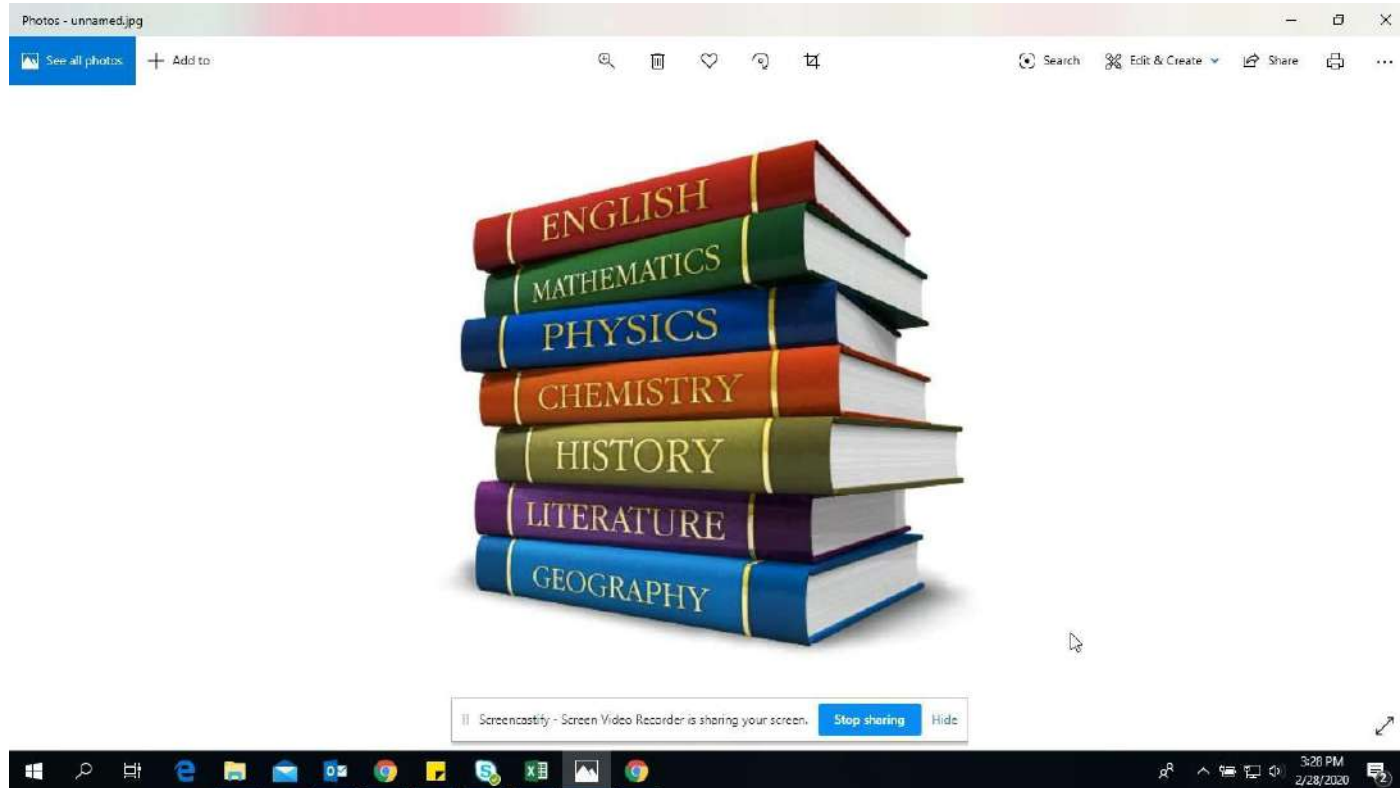 Photos - unnamed.jpg
See all photos
Add to
Search
Edit & Create
Share
ENGLISH
MATHEMATICS
PHYSICS
CHEMISTRY
HISTORY
LITERATURE
GEOGRAPHY
Screencastify - Screen Video Recorder is sharing your screen.
Stop sharing
Hide
3:28 PM
2/28/2020
2